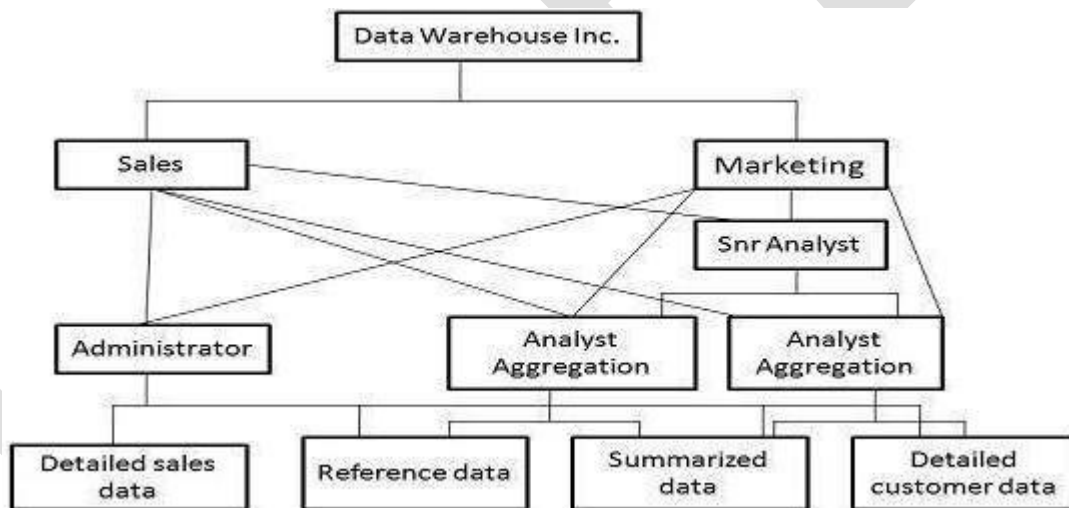 Data Warehouse Inc.
Sales
Marketing
Snr Analyst
Administrator
Analyst
Aggregation
Analyst
Aggregation
Detailed sales
data
Reference data
Summarized
data
Detailed
customer data